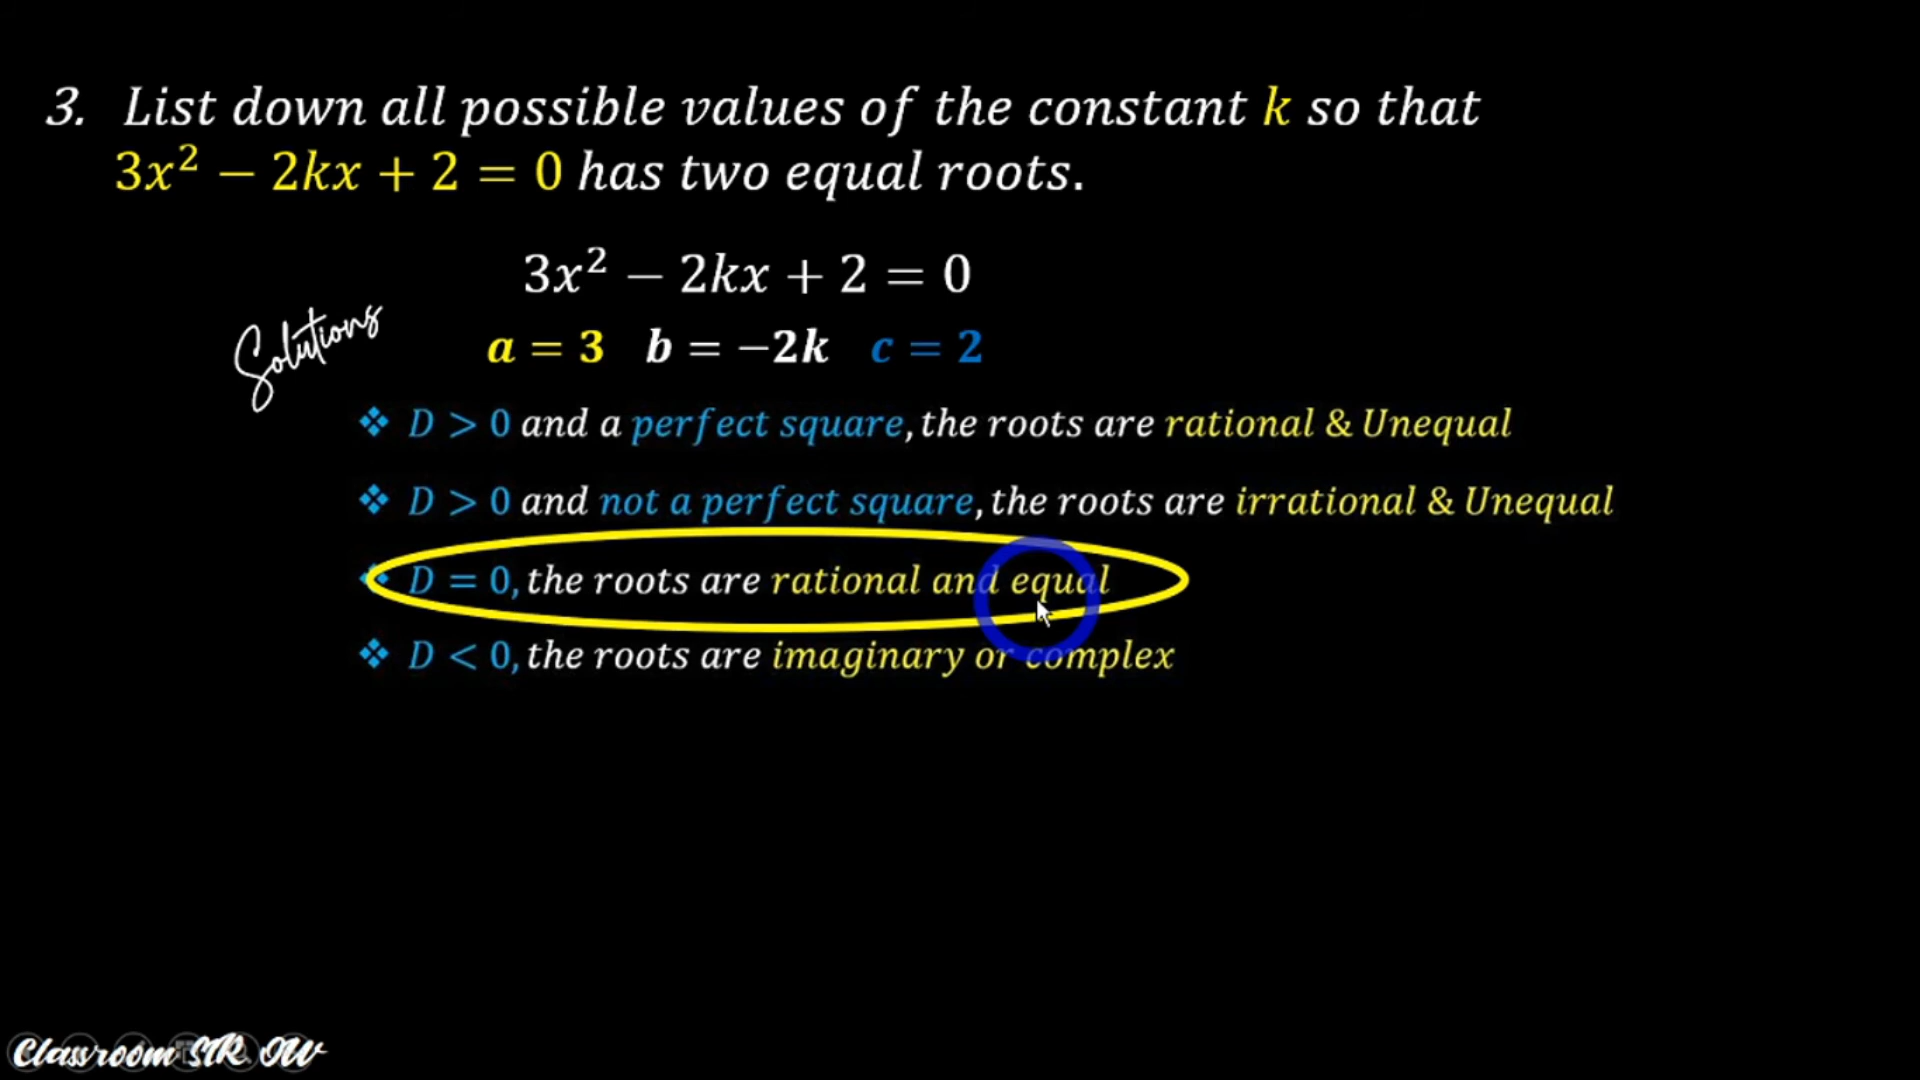 3. List down all possible values of the constant k so that
3x² − 2kx + 2 = 0 has two equal roots.
3x² − 2kx + 2 = 0
Solutions
a = 3 b = −2k c = 2
❖ D > 0 and a perfect square, the roots are rational & Unequal
❖ D > 0 and not a perfect square, the roots are irrational & Unequal
❖ D = 0, the roots are rational and equal
❖ D < 0, the roots are imaginary or complex
Classroom SIR OW